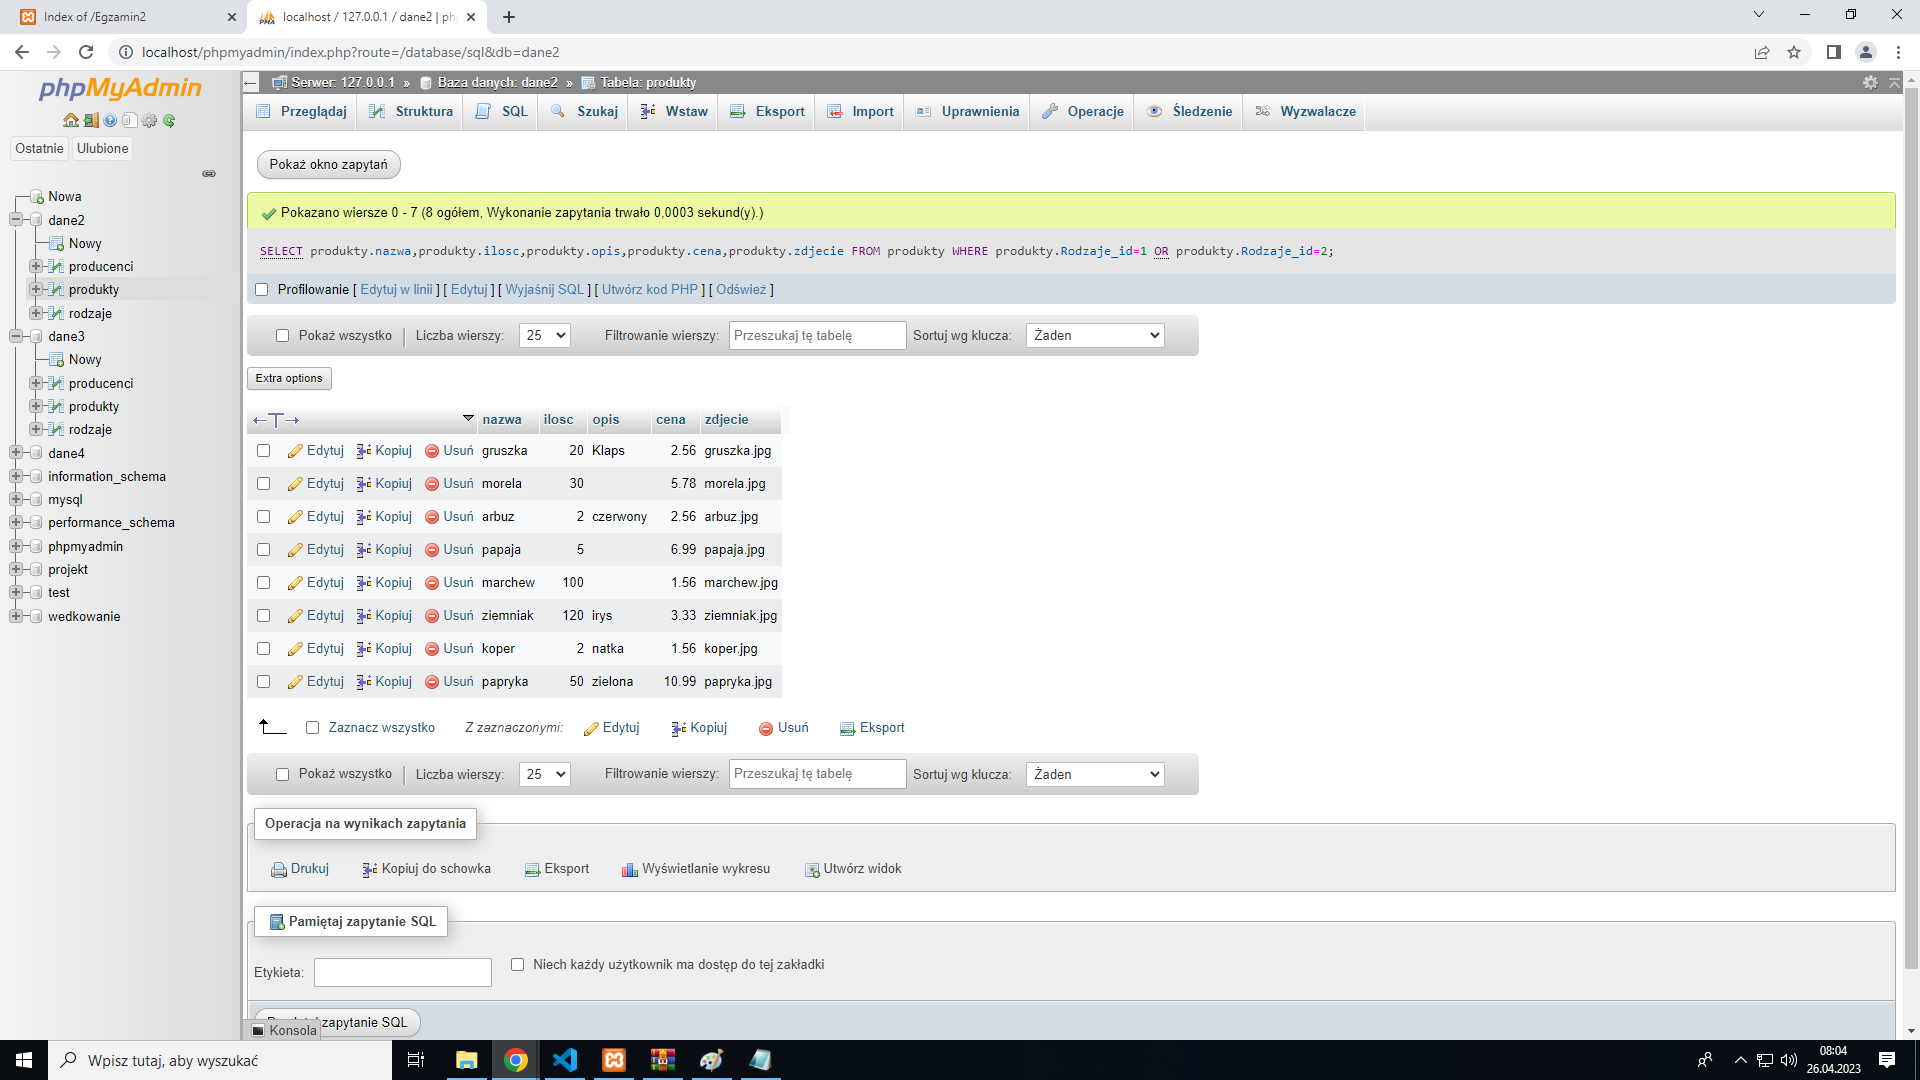 Index of /Egzamin2
localhost / 127.0.0.1 / dane2 | ph
localhost/phpmyadmin/index.php?route=/database/sql&db=dane2
phpMyAdmin
Ostatnie Ulubione
Nowa
dane2
Nowy
producenci
produkty
rodzaje
dane3
Nowy
producenci
produkty
rodzaje
dane4
information_schema
mysql
performance_schema
phpmyadmin
projekt
test
wedkowanie
Serwer: 127.0.0.1 » Baza danych: dane2 » Tabela: produkty
Przeglądaj Struktura SQL Szukaj Wstaw Eksport Import Uprawnienia Operacje Śledzenie Wyzwalacze
Pokaż okno zapytań
Pokazano wiersze 0 - 7 (8 ogółem, Wykonanie zapytania trwało 0,0003 sekund(y).)
SELECT produkty.nazwa,produkty.ilosc,produkty.opis,produkty.cena,produkty.zdjecie FROM produkty WHERE produkty.Rodzaje_id=1 OR produkty.Rodzaje_id=2;
Profilowanie [ Edytuj w linii ] [ Edytuj ] [ Wyjaśnij SQL ] [ Utwórz kod PHP ] [ Odśwież ]
Pokaż wszystko | Liczba wierszy: 25 Filtrowanie wierszy: Przeszukaj tę tabelę Sortuj wg klucza: Żaden
Extra options
←T→ nazwa ilosc opis cena zdjecie
Edytuj Kopiuj Usuń gruszka 20 Klaps 2.56 gruszka.jpg
Edytuj Kopiuj Usuń morela 30 5.78 morela.jpg
Edytuj Kopiuj Usuń arbuz 2 czerwony 2.56 arbuz.jpg
Edytuj Kopiuj Usuń papaja 5 6.99 papaja.jpg
Edytuj Kopiuj Usuń marchew 100 1.56 marchew.jpg
Edytuj Kopiuj Usuń ziemniak 120 irys 3.33 ziemniak.jpg
Edytuj Kopiuj Usuń koper 2 natka 1.56 koper.jpg
Edytuj Kopiuj Usuń papryka 50 zielona 10.99 papryka.jpg
Zaznacz wszystko Z zaznaczonymi: Edytuj Kopiuj Usuń Eksport
Pokaż wszystko | Liczba wierszy: 25 Filtrowanie wierszy: Przeszukaj tę tabelę Sortuj wg klucza: Żaden
Operacja na wynikach zapytania
Drukuj Kopiuj do schowka Eksport Wyświetlanie wykresu Utwórz widok
Pamiętaj zapytanie SQL
Etykieta: Niech każdy użytkownik ma dostęp do tej zakładki
zapytanie SQL
Konsola
Wpisz tutaj, aby wyszukać
08:04
26.04.2023